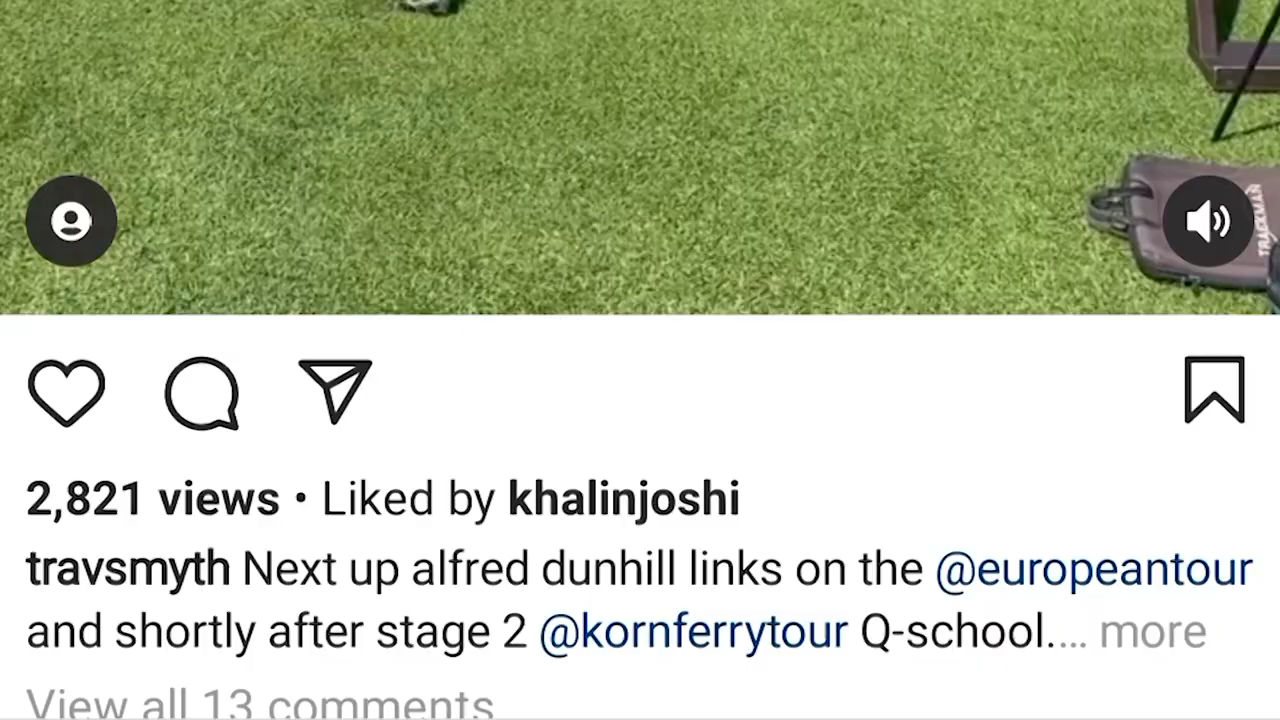 TRACKMAN
2,821 views • Liked by khalinjoshi
travsmyth Next up alfred dunhill links on the @europeantour
and shortly after stage 2 @kornferrytour Q-school.... more
View all 13 comments